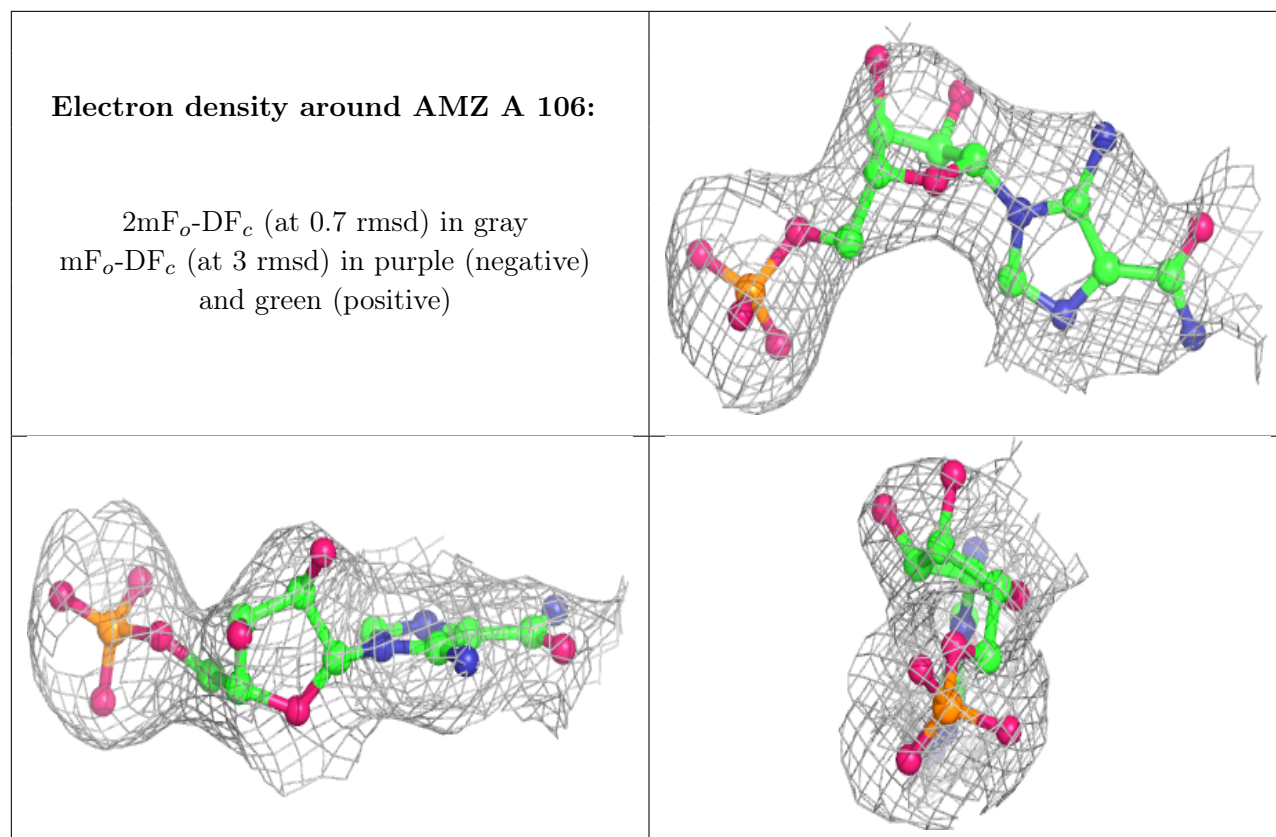 Electron density around AMZ A 106:
2mFo-DFc (at 0.7 rmsd) in gray
mFo-DFc (at 3 rmsd) in purple (negative)
and green (positive)